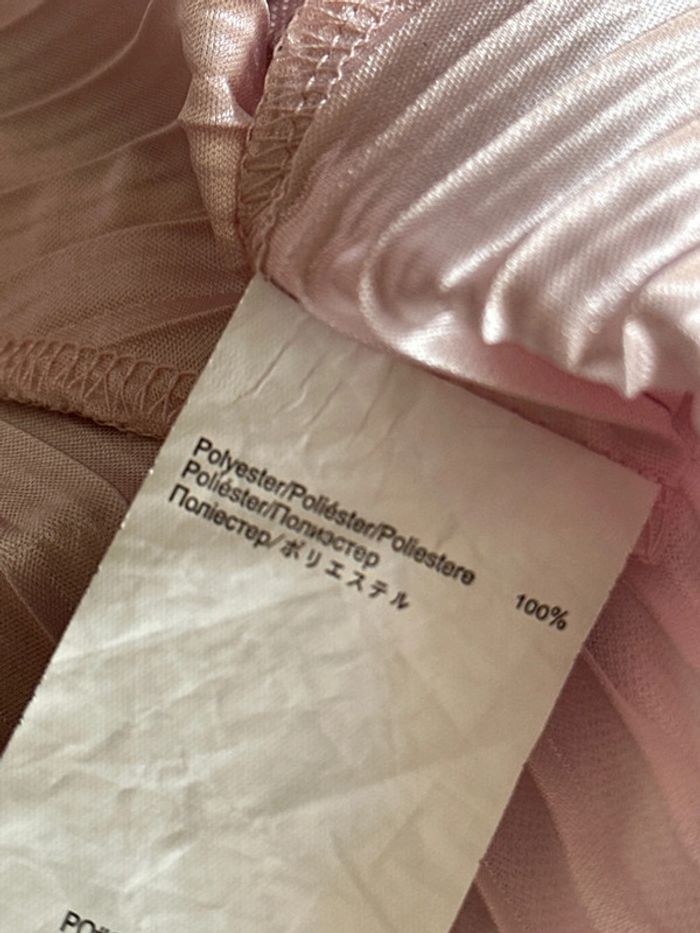 Polyester/Poliéster/Poliestere
Poliéster/Полиэстер
Поліестер/ポリエステル
100%